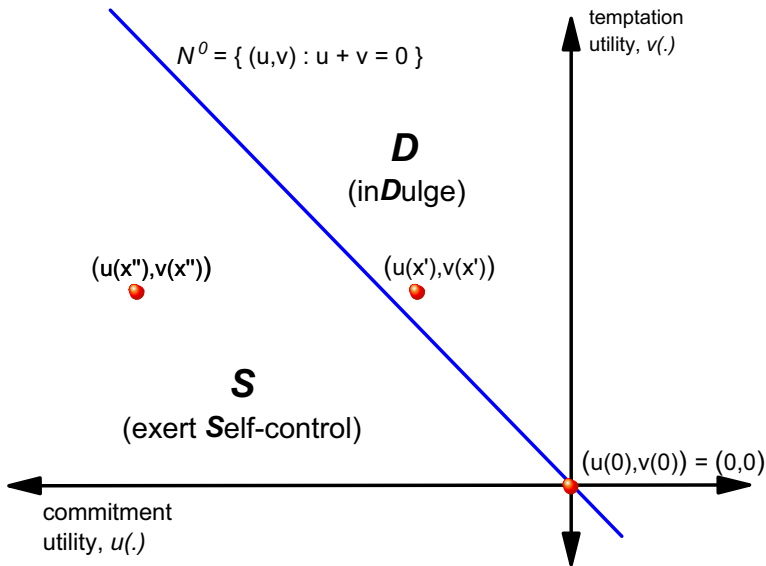 temptation
utility, v(.)
N⁰ = { (u,v) : u + v = 0 }
D
(inDulge)
(u(x"),v(x"))
(u(x'),v(x'))
S
(exert Self-control)
(u(0),v(0)) = (0,0)
commitment
utility, u(.)